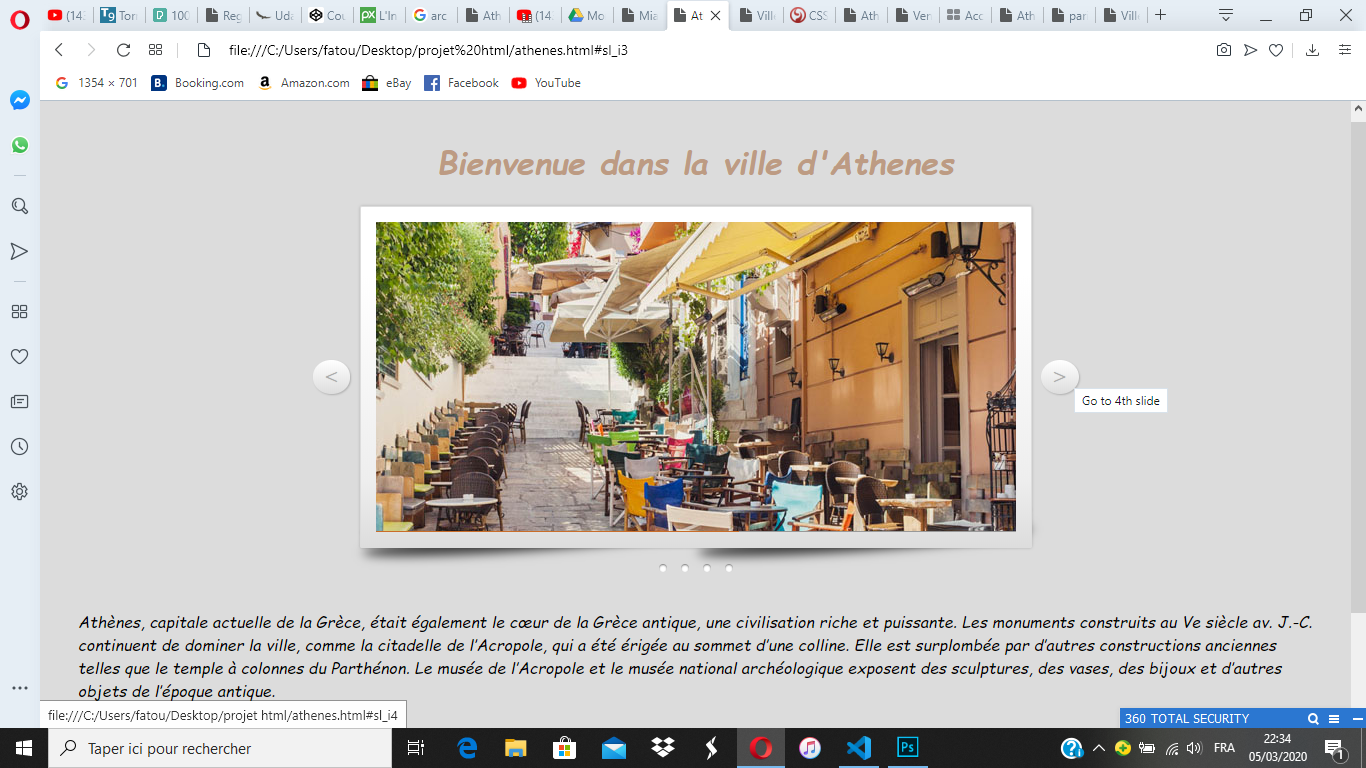 (143
Torr
100
Reg
Uda
Cou
L'In
arc
Ath
(143
Mo
Mia
At
Ville
CSS
Ath
Ver
Acc
Ath
par
Ville
file:///C:/Users/fatou/Desktop/projet%20html/athenes.html#sl_i3
1354 × 701
Booking.com
Amazon.com
eBay
Facebook
YouTube
Bienvenue dans la ville d'Athenes
<
>
Go to 4th slide
Athènes, capitale actuelle de la Grèce, était également le cœur de la Grèce antique, une civilisation riche et puissante. Les monuments construits au Ve siècle av. J.-C.
continuent de dominer la ville, comme la citadelle de l'Acropole, qui a été érigée au sommet d'une colline. Elle est surplombée par d'autres constructions anciennes
telles que le temple à colonnes du Parthénon. Le musée de l'Acropole et le musée national archéologique exposent des sculptures, des vases, des bijoux et d'autres
objets de l'époque antique.
file:///C:/Users/fatou/Desktop/projet html/athenes.html#sl_i4
360 TOTAL SECURITY
Taper ici pour rechercher
Ps
FRA
22:34
05/03/2020
1